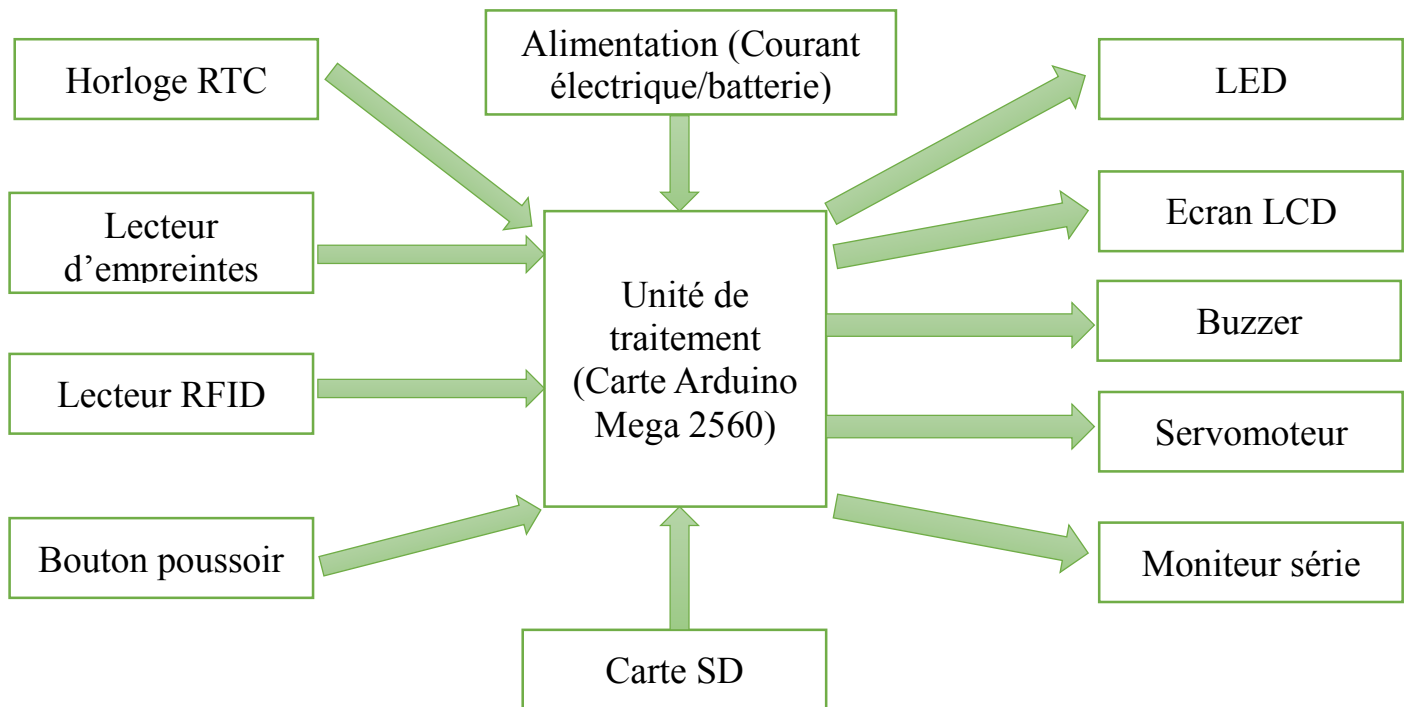 Horloge RTC
Alimentation (Courant
électrique/batterie)
LED
Lecteur
d’empreintes
Ecran LCD
Unité de
traitement
(Carte Arduino
Mega 2560)
Buzzer
Lecteur RFID
Servomoteur
Bouton poussoir
Moniteur série
Carte SD